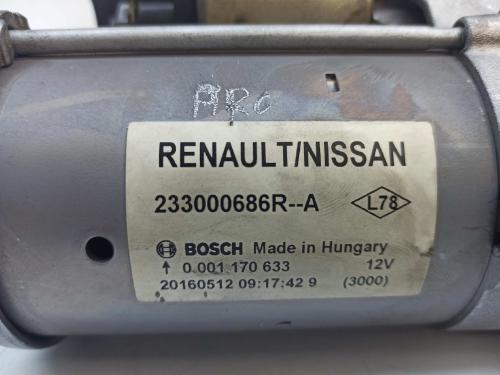 ARC
RENAULT/NISSAN
233000686R--A
L78
BOSCH Made in Hungary
↑ 0 001 170 633 12V
20160512 09:17:42 9 (3000)